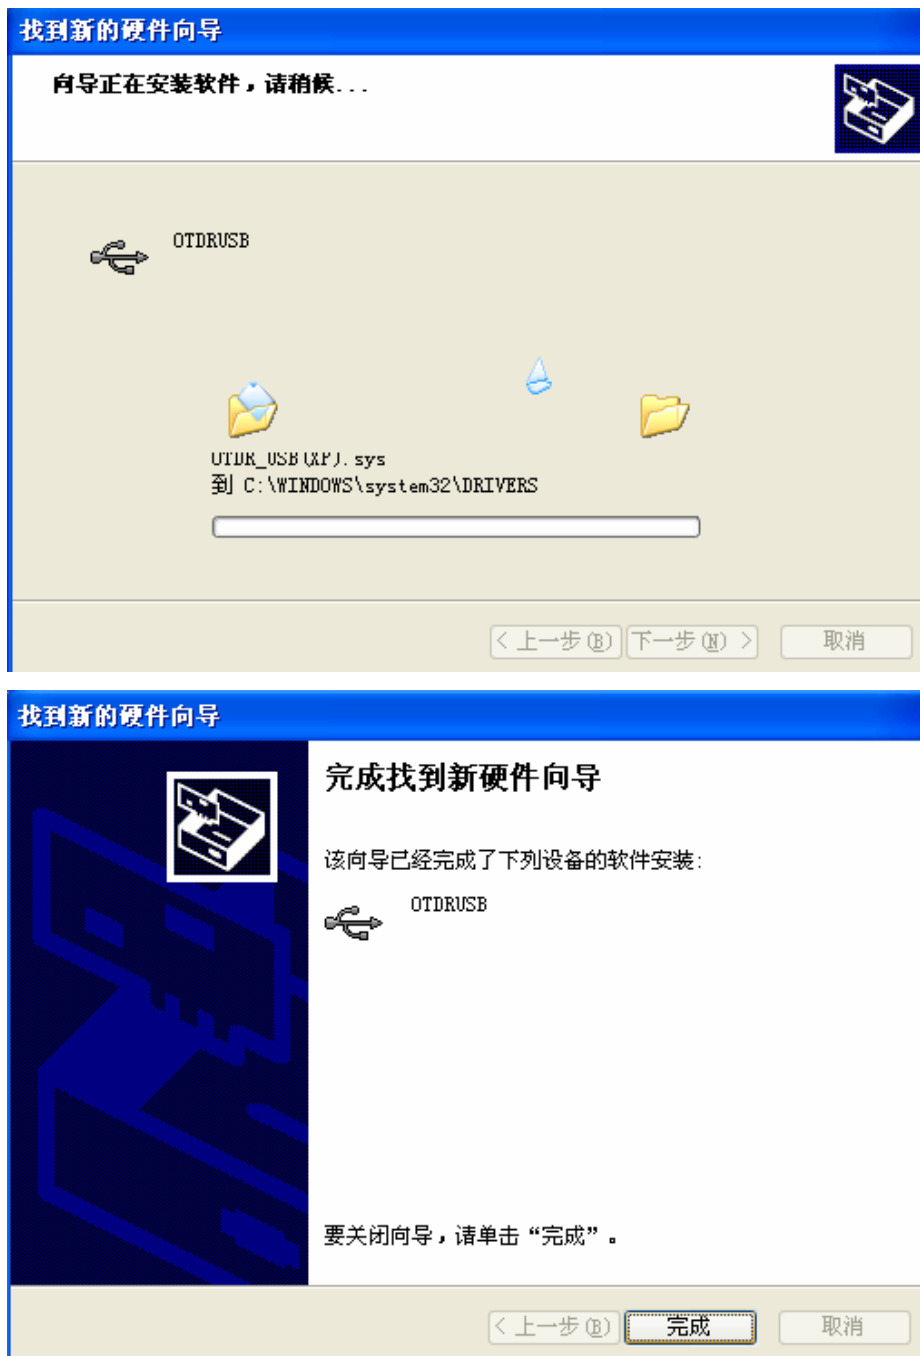 找到新的硬件向导
向导正在安装软件，请稍候...
OTDRUSB
OTDR_USB(XP).sys
到 C:\WINDOWS\system32\DRIVERS
< 上一步(B) 下一步(N) > 取消
找到新的硬件向导
完成找到新硬件向导
该向导已经完成了下列设备的软件安装:
OTDRUSB
要关闭向导，请单击“完成”。
< 上一步(B) 完成 取消